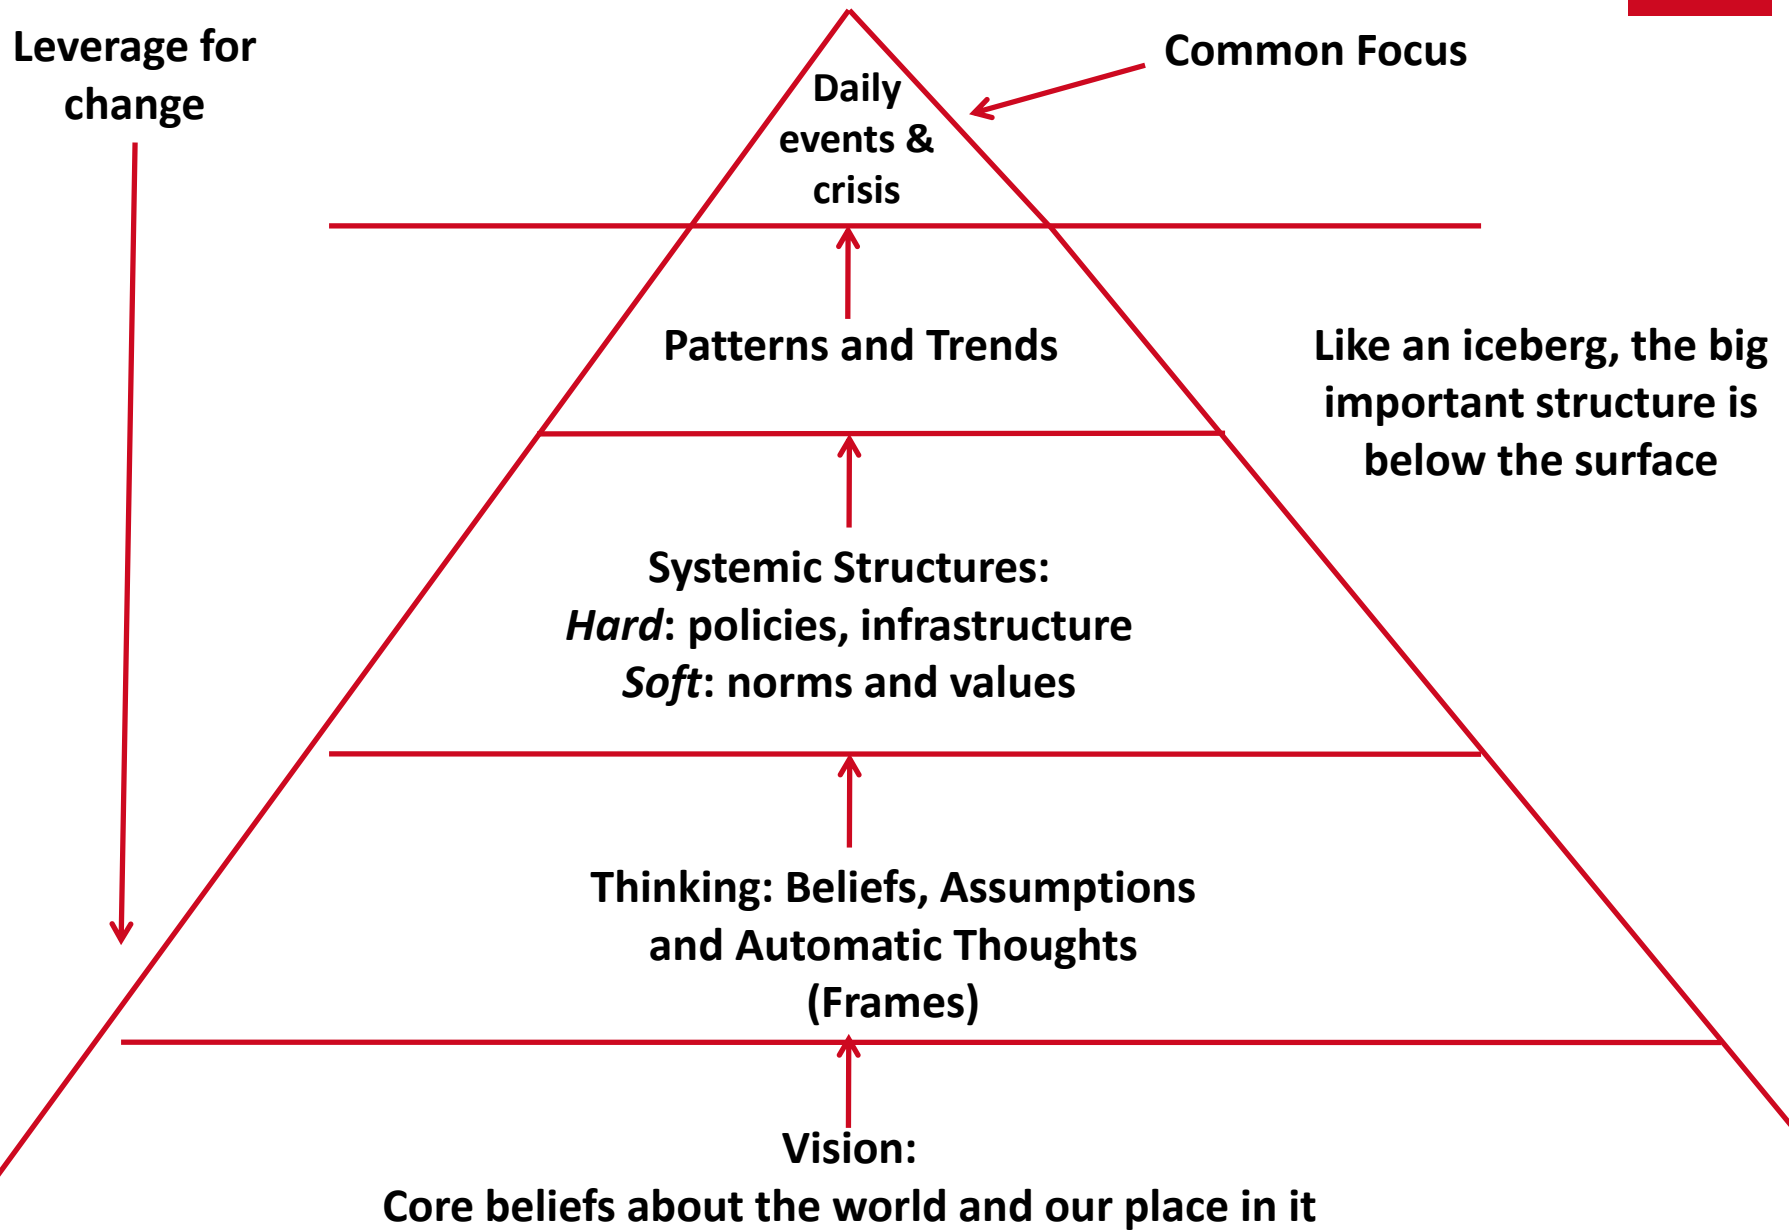 Leverage for
change
Common Focus
Daily
events &
crisis
Patterns and Trends
Like an iceberg, the big
important structure is
below the surface
Systemic Structures:
Hard: policies, infrastructure
Soft: norms and values
Thinking: Beliefs, Assumptions
and Automatic Thoughts
(Frames)
Vision:
Core beliefs about the world and our place in it